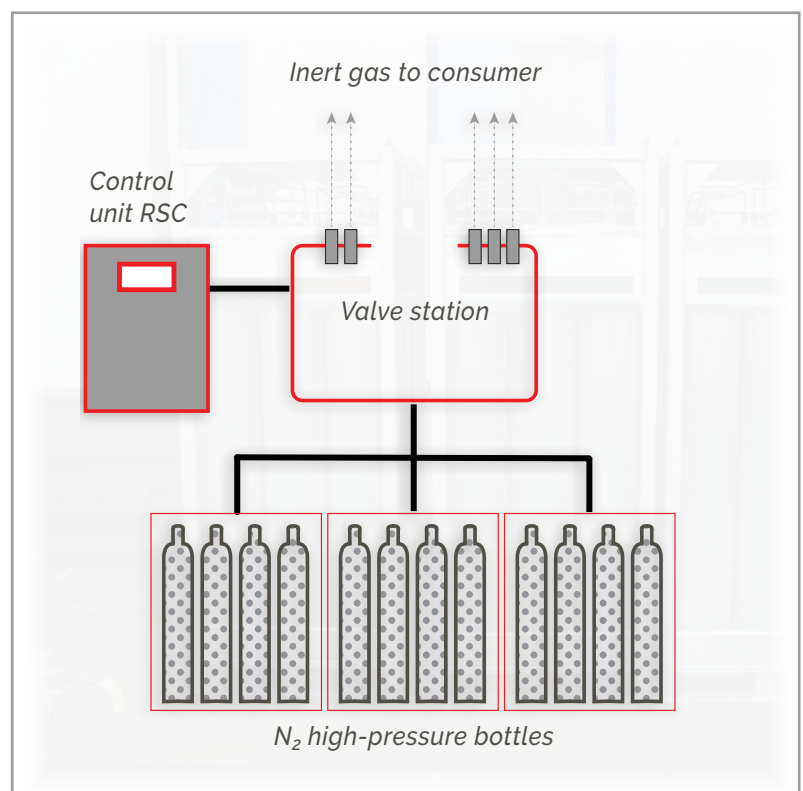 Inert gas to consumer
Control
unit RSC
Valve station
N₂ high-pressure bottles